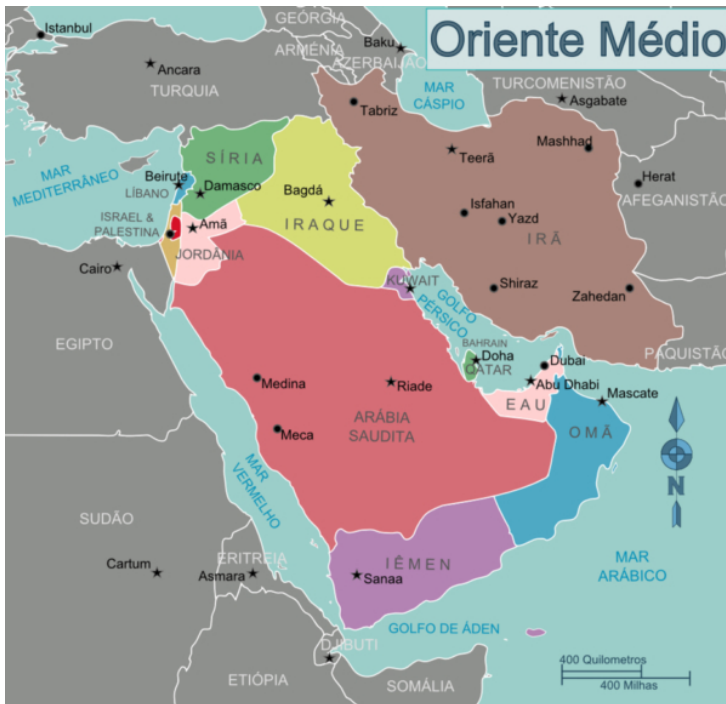 Oriente Médio
GEÓRGIA
Istanbul
ARMÊNIA
Baku
AZERBAIJÃO
Ancara
TURQUIA
MAR
CÁSPIO
TURCOMENISTÃO
Asgabate
Tabriz
Teerã
Mashhad
MAR
MEDITERRÂNEO
SÍRIA
Beirute
LÍBANO
Damasco
Bagdá
Herat
AFEGANISTÃO
ISRAEL &
PALESTINA
Amã
JORDÂNIA
IRAQUE
Isfahan
Yazd
IRÃ
Cairo
KUWAIT
GOLFO
PÉRSICO
Shiraz
Zahedan
EGIPTO
BAHRAIN
Doha
QATAR
Dubai
PAQUISTÃO
Medina
Riade
Abu Dhabi
EAU
Mascate
Meca
ARÁBIA
SAUDITA
OMÃ
MAR
VERMELHO
N
SUDÃO
Cartum
ERITREIA
Asmara
IÊMEN
Sanaa
MAR
ARÁBICO
GOLFO DE ÁDEN
DJIBUTI
ETIÓPIA
SOMÁLIA
400 Quilometros
400 Milhas